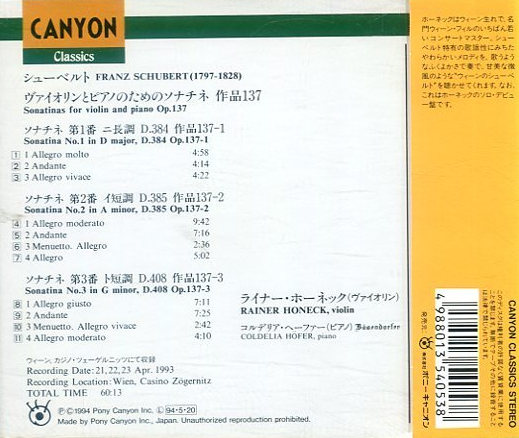 CANYON
Classics
シューベルト FRANZ SCHUBERT (1797-1828)
ヴァイオリンとピアノのためのソナチネ 作品137
Sonatinas for violin and piano Op.137
ソナチネ 第1番 ニ長調 D.384 作品137-1
Sonatina No.1 in D major, D.384 Op.137-1
1 1 Allegro molto 4:58
2 2 Andante 4:14
3 3 Allegro vivace 4:22
ソナチネ 第2番 イ短調 D.385 作品137-2
Sonatina No.2 in A minor, D.385 Op.137-2
4 1 Allegro moderato 9:42
5 2 Andante 7:16
6 3 Menuetto. Allegro 2:36
7 4 Allegro 5:02
ソナチネ 第3番 ト短調 D.408 作品137-3
Sonatina No.3 in G minor, D.408 Op.137-3
8 1 Allegro giusto 7:11
9 2 Andante 7:25
10 3 Menuetto. Allegro vivace 2:42
11 4 Allegro moderato 4:10
ライナー・ホーネック(ヴァイオリン)
RAINER HONECK, violin
コルデリア・ヘーファー(ピアノ) Bösendorfer
COLDELIA HÖFER, piano
ウィーン、カジノ・ツェーゲルニッツにて収録
Recording Date: 21,22,23 Apr. 1993
Recording Location: Wien, Casino Zögernitz
TOTAL TIME 60:13
Ⓟ © 1994 Pony Canyon Inc. L 94・5・20
Made by Pony Canyon Inc., Japan. Unauthorized reproduction prohibited.
ホーネックはウィーン生れで、名
門ウィーン・フィルのいちばん若
いコンサートマスター。シュー
ベルト特有の歌謡性にみちた
やわらかいメロディを、歌うよ
うなふくよかさで奏で、甘美な微
風のような"ウィーンのシューベ
ルト"を聴かせてくれます。なお、
これはホーネックのソロ・デビュ
ー盤です。
CANYON CLASSICS STEREO
発売元:
株式会社 ポニーキャニオン
4 988013 540538